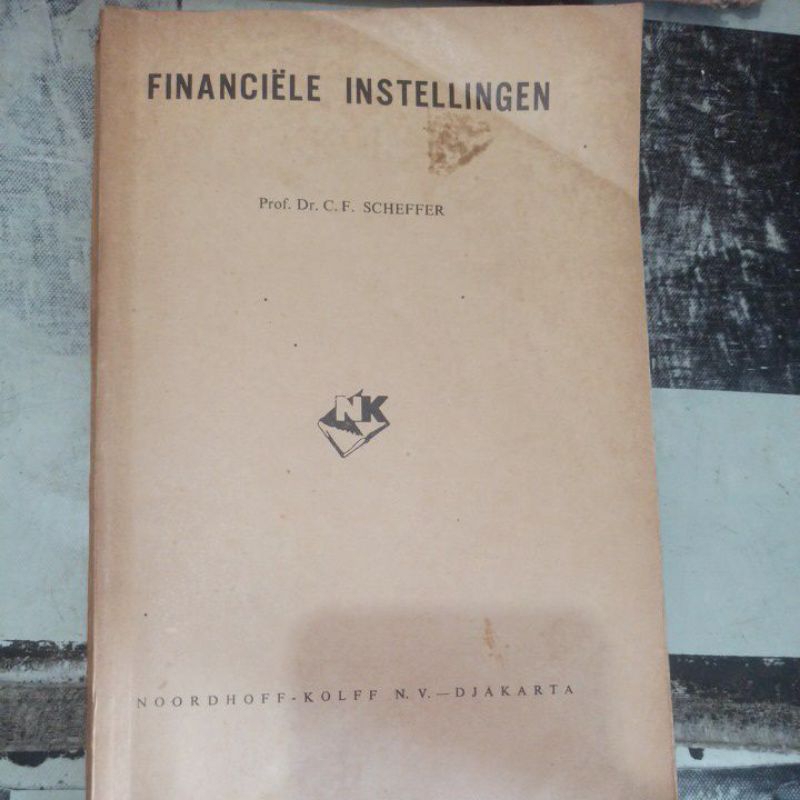 FINANCIËLE INSTELLINGEN
Prof. Dr. C. F. SCHEFFER
NK
NOORDHOFF-KOLFF N. V.—DJAKARTA